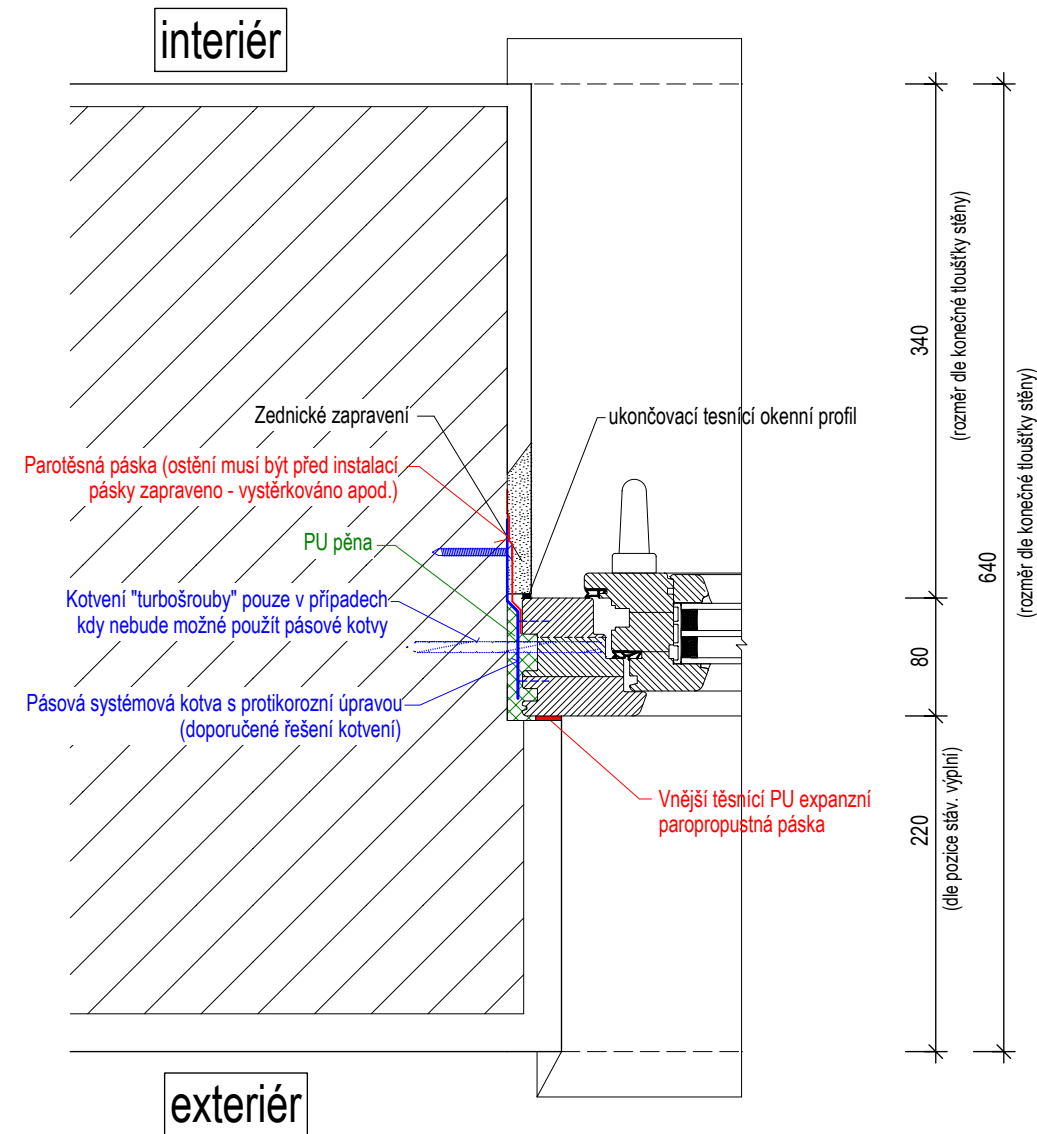 interiér
Zednické zapravení
ukončovací tesnící okenní profil
Parotěsná páska (ostění musí být před instalací
pásky zapraveno - vystěrkováno apod.)
PU pěna
Kotvení "turbošrouby" pouze v případech
kdy nebude možné použít pásové kotvy
Pásová systémová kotva s protikorozní úpravou
(doporučené řešení kotvení)
Vnější těsnící PU expanzní
paropropustná páska
340
(rozměr dle konečné tloušťky stěny)
80
220
(dle pozice stáv. výplní)
640
(rozměr dle konečné tloušťky stěny)
exteriér